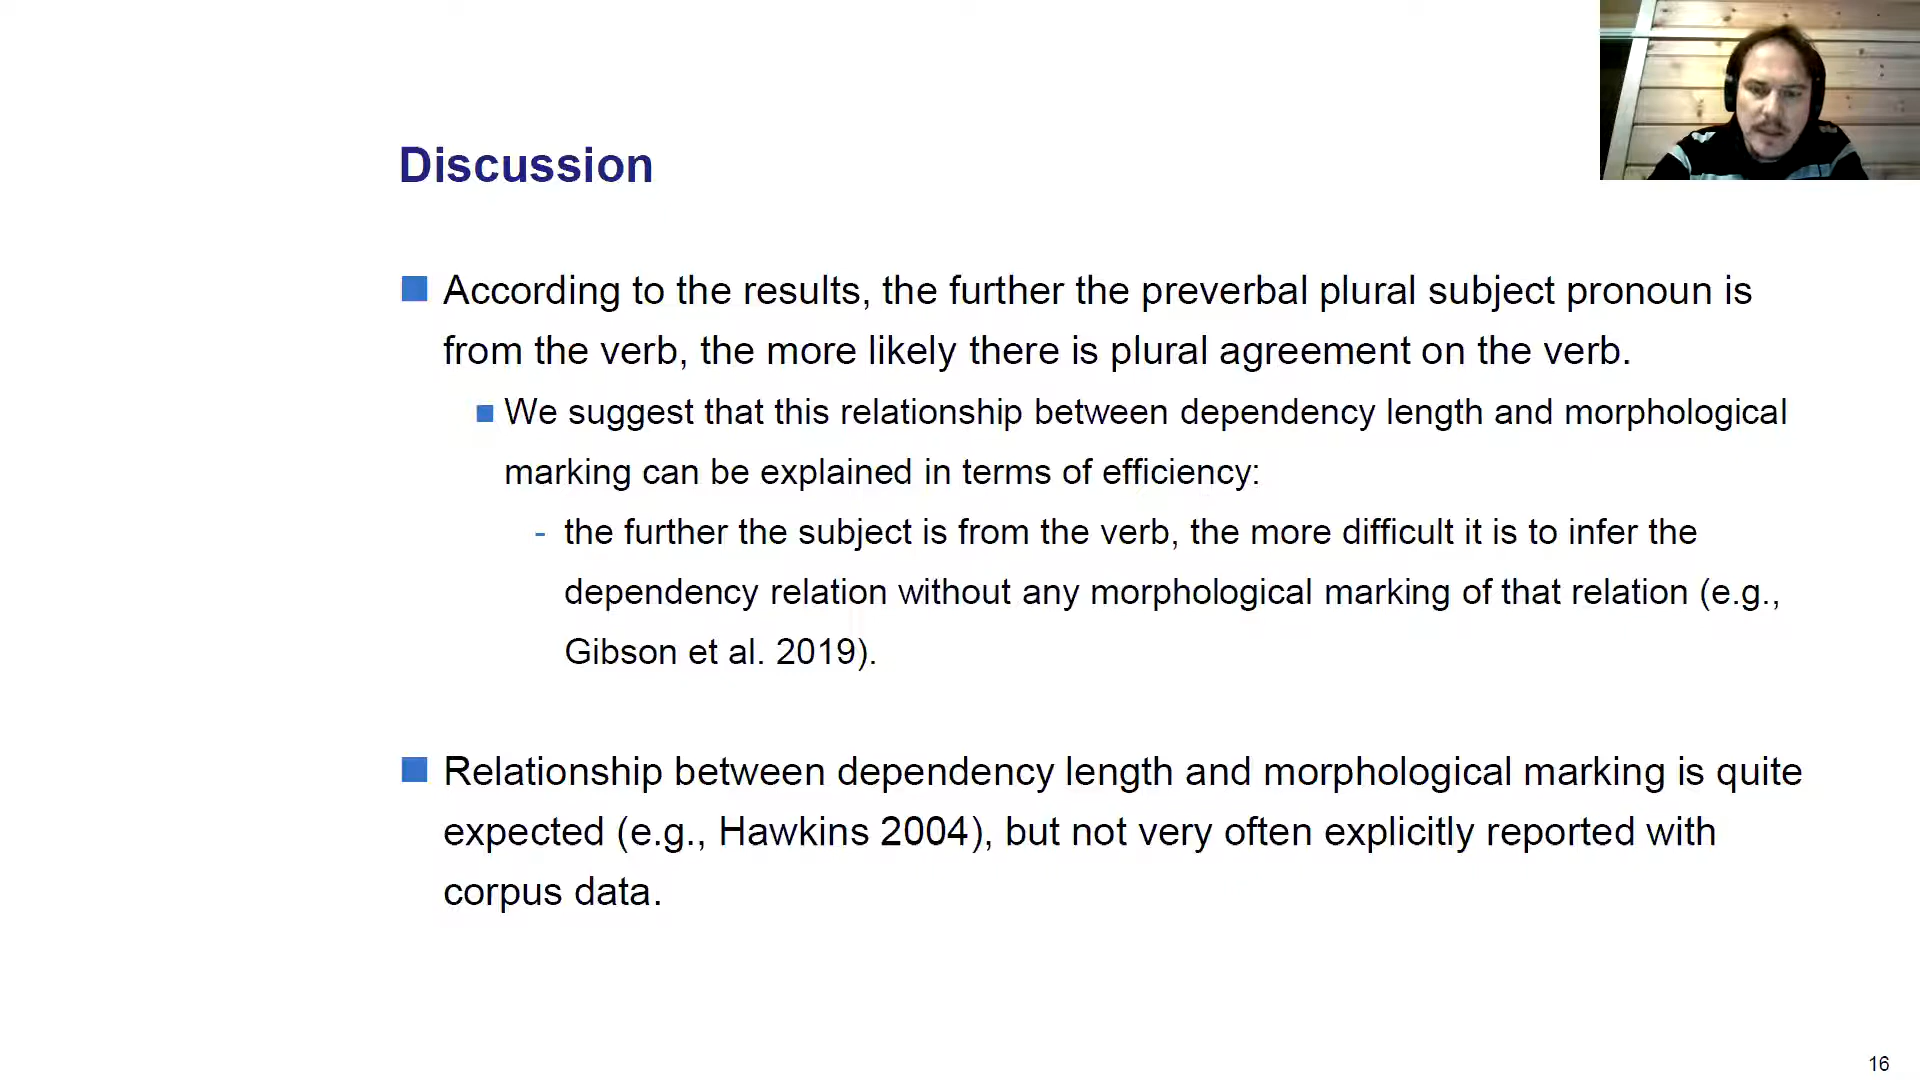 Discussion
According to the results, the further the preverbal plural subject pronoun is
from the verb, the more likely there is plural agreement on the verb.
We suggest that this relationship between dependency length and morphological
marking can be explained in terms of efficiency:
- the further the subject is from the verb, the more difficult it is to infer the
dependency relation without any morphological marking of that relation (e.g.,
Gibson et al. 2019).
Relationship between dependency length and morphological marking is quite
expected (e.g., Hawkins 2004), but not very often explicitly reported with
corpus data.
16